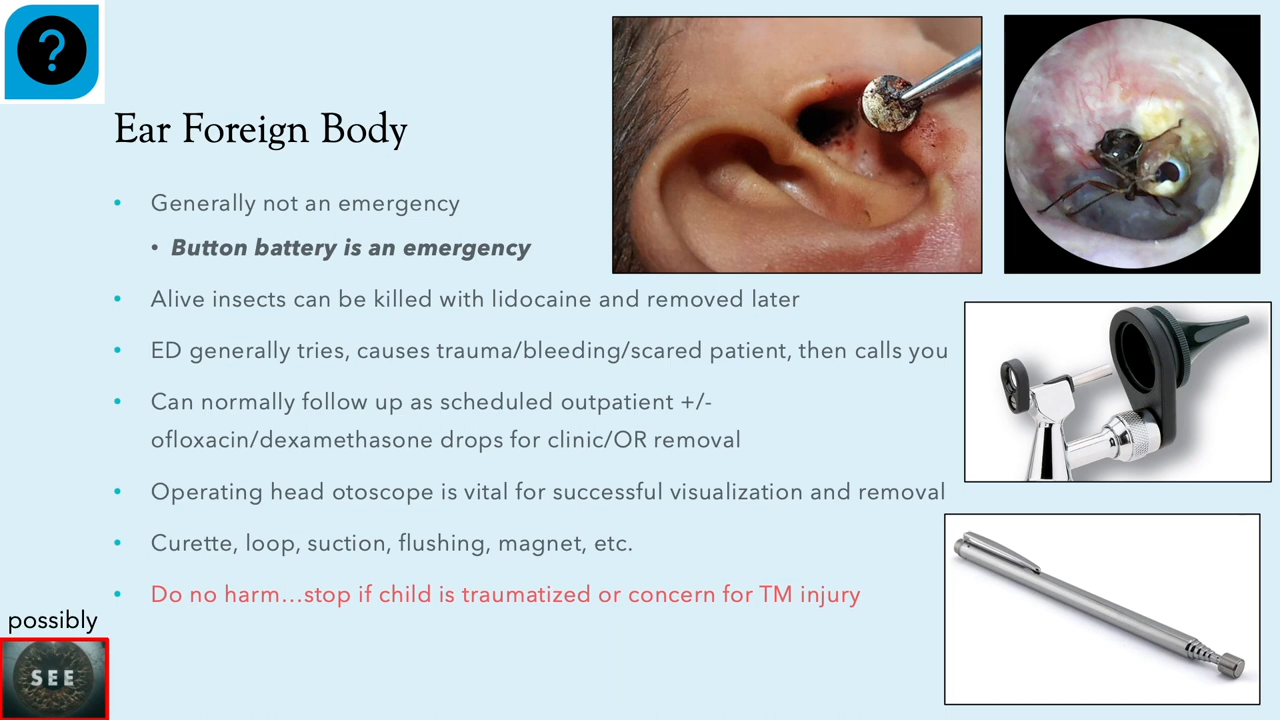 ?
Ear Foreign Body
Generally not an emergency
Button battery is an emergency
Alive insects can be killed with lidocaine and removed later
ED generally tries, causes trauma/bleeding/scared patient, then calls you
Can normally follow up as scheduled outpatient +/-
ofloxacin/dexamethasone drops for clinic/OR removal
Operating head otoscope is vital for successful visualization and removal
Curette, loop, suction, flushing, magnet, etc.
Do no harm…stop if child is traumatized or concern for TM injury
possibly
SEE